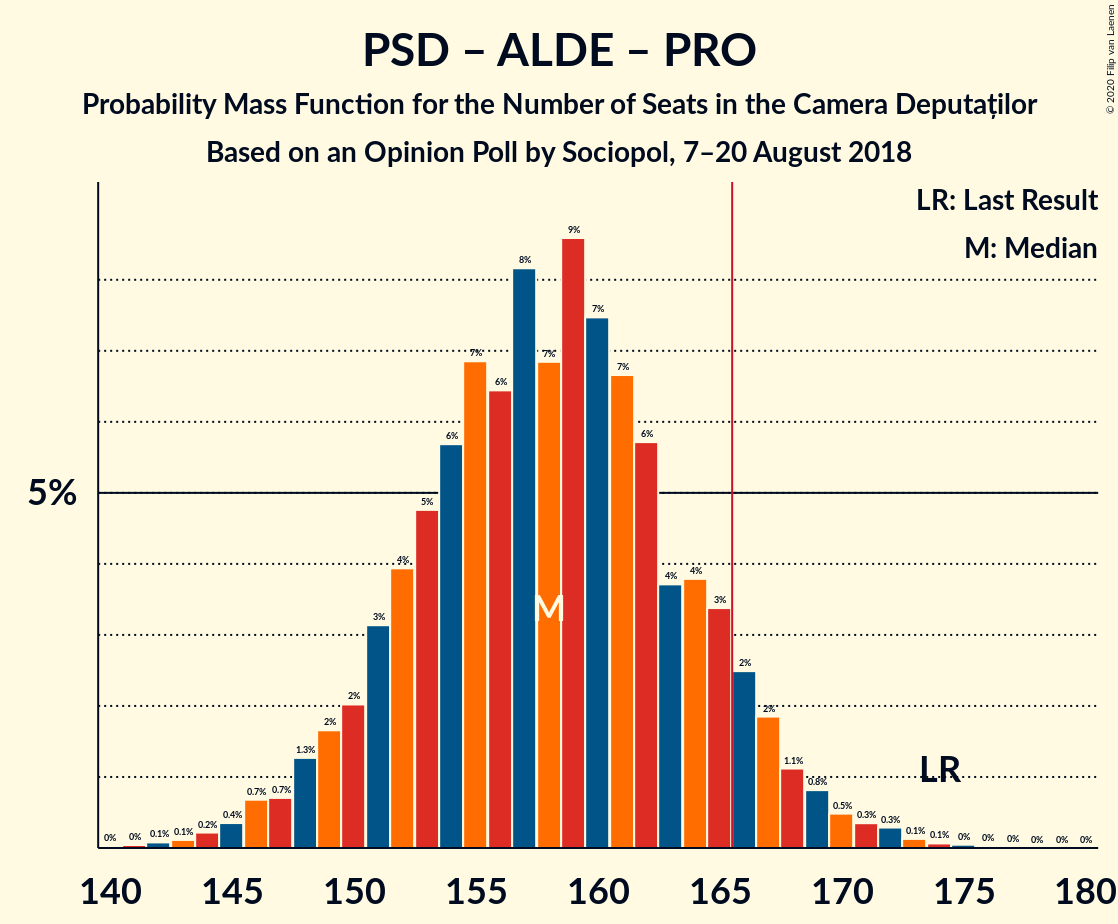 PSD – ALDE – PRO
Probability Mass Function for the Number of Seats in the Camera Deputaților
Based on an Opinion Poll by Sociopol, 7–20 August 2018
© 2020 Filip van Laenen
LR: Last Result
M: Median
5%
0% 0% 0.1% 0.1% 0.2% 0.4% 0.7% 0.7% 1.3% 2% 2% 3% 4% 5% 6% 7% 6% 8% 7% 9% 7% 7% 6% 4% 4% 3% 2% 2% 1.1% 0.8% 0.5% 0.3% 0.3% 0.1% 0.1% 0% 0% 0% 0% 0% 0%
M
LR
140 145 150 155 160 165 170 175 180